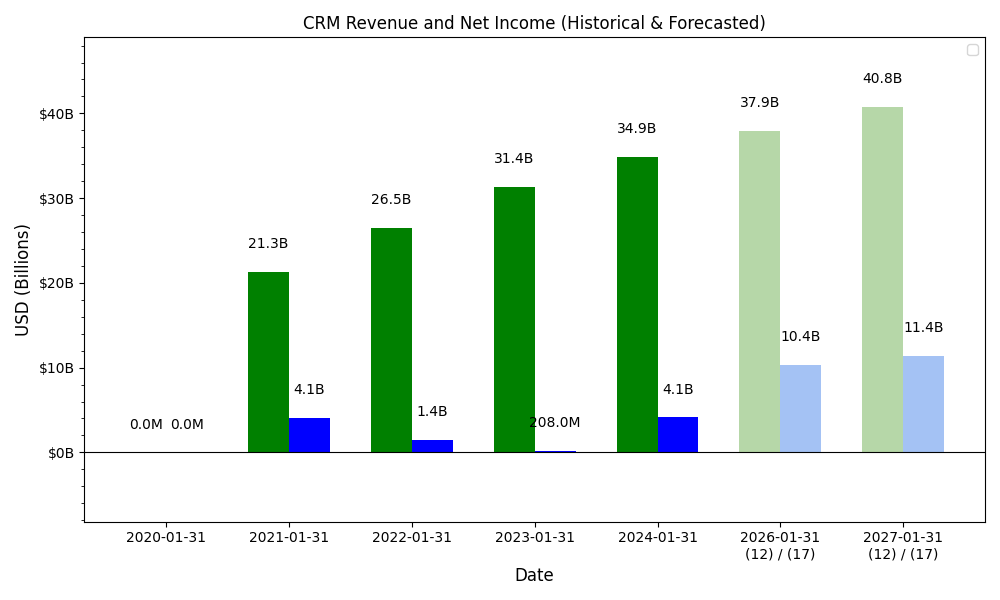 CRM Revenue and Net Income (Historical & Forecasted)
USD (Billions)
$40B
$30B
$20B
$10B
$0B
0.0M 0.0M
21.3B
4.1B
26.5B
1.4B
31.4B
208.0M
34.9B
4.1B
37.9B
10.4B
40.8B
11.4B
2020-01-31
2021-01-31
2022-01-31
2023-01-31
2024-01-31
2026-01-31
(12) / (17)
2027-01-31
(12) / (17)
Date